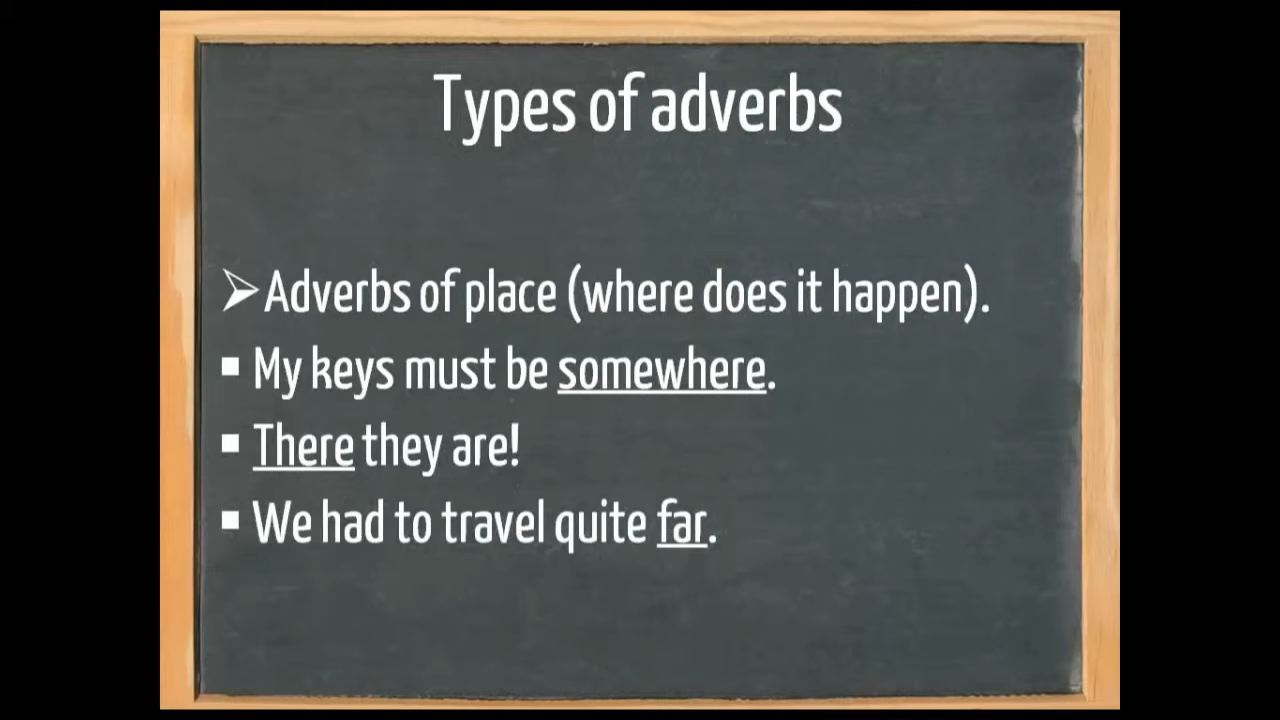 Types of adverbs
➢Adverbs of place (where does it happen).
▪ My keys must be somewhere.
▪ There they are!
▪ We had to travel quite far.